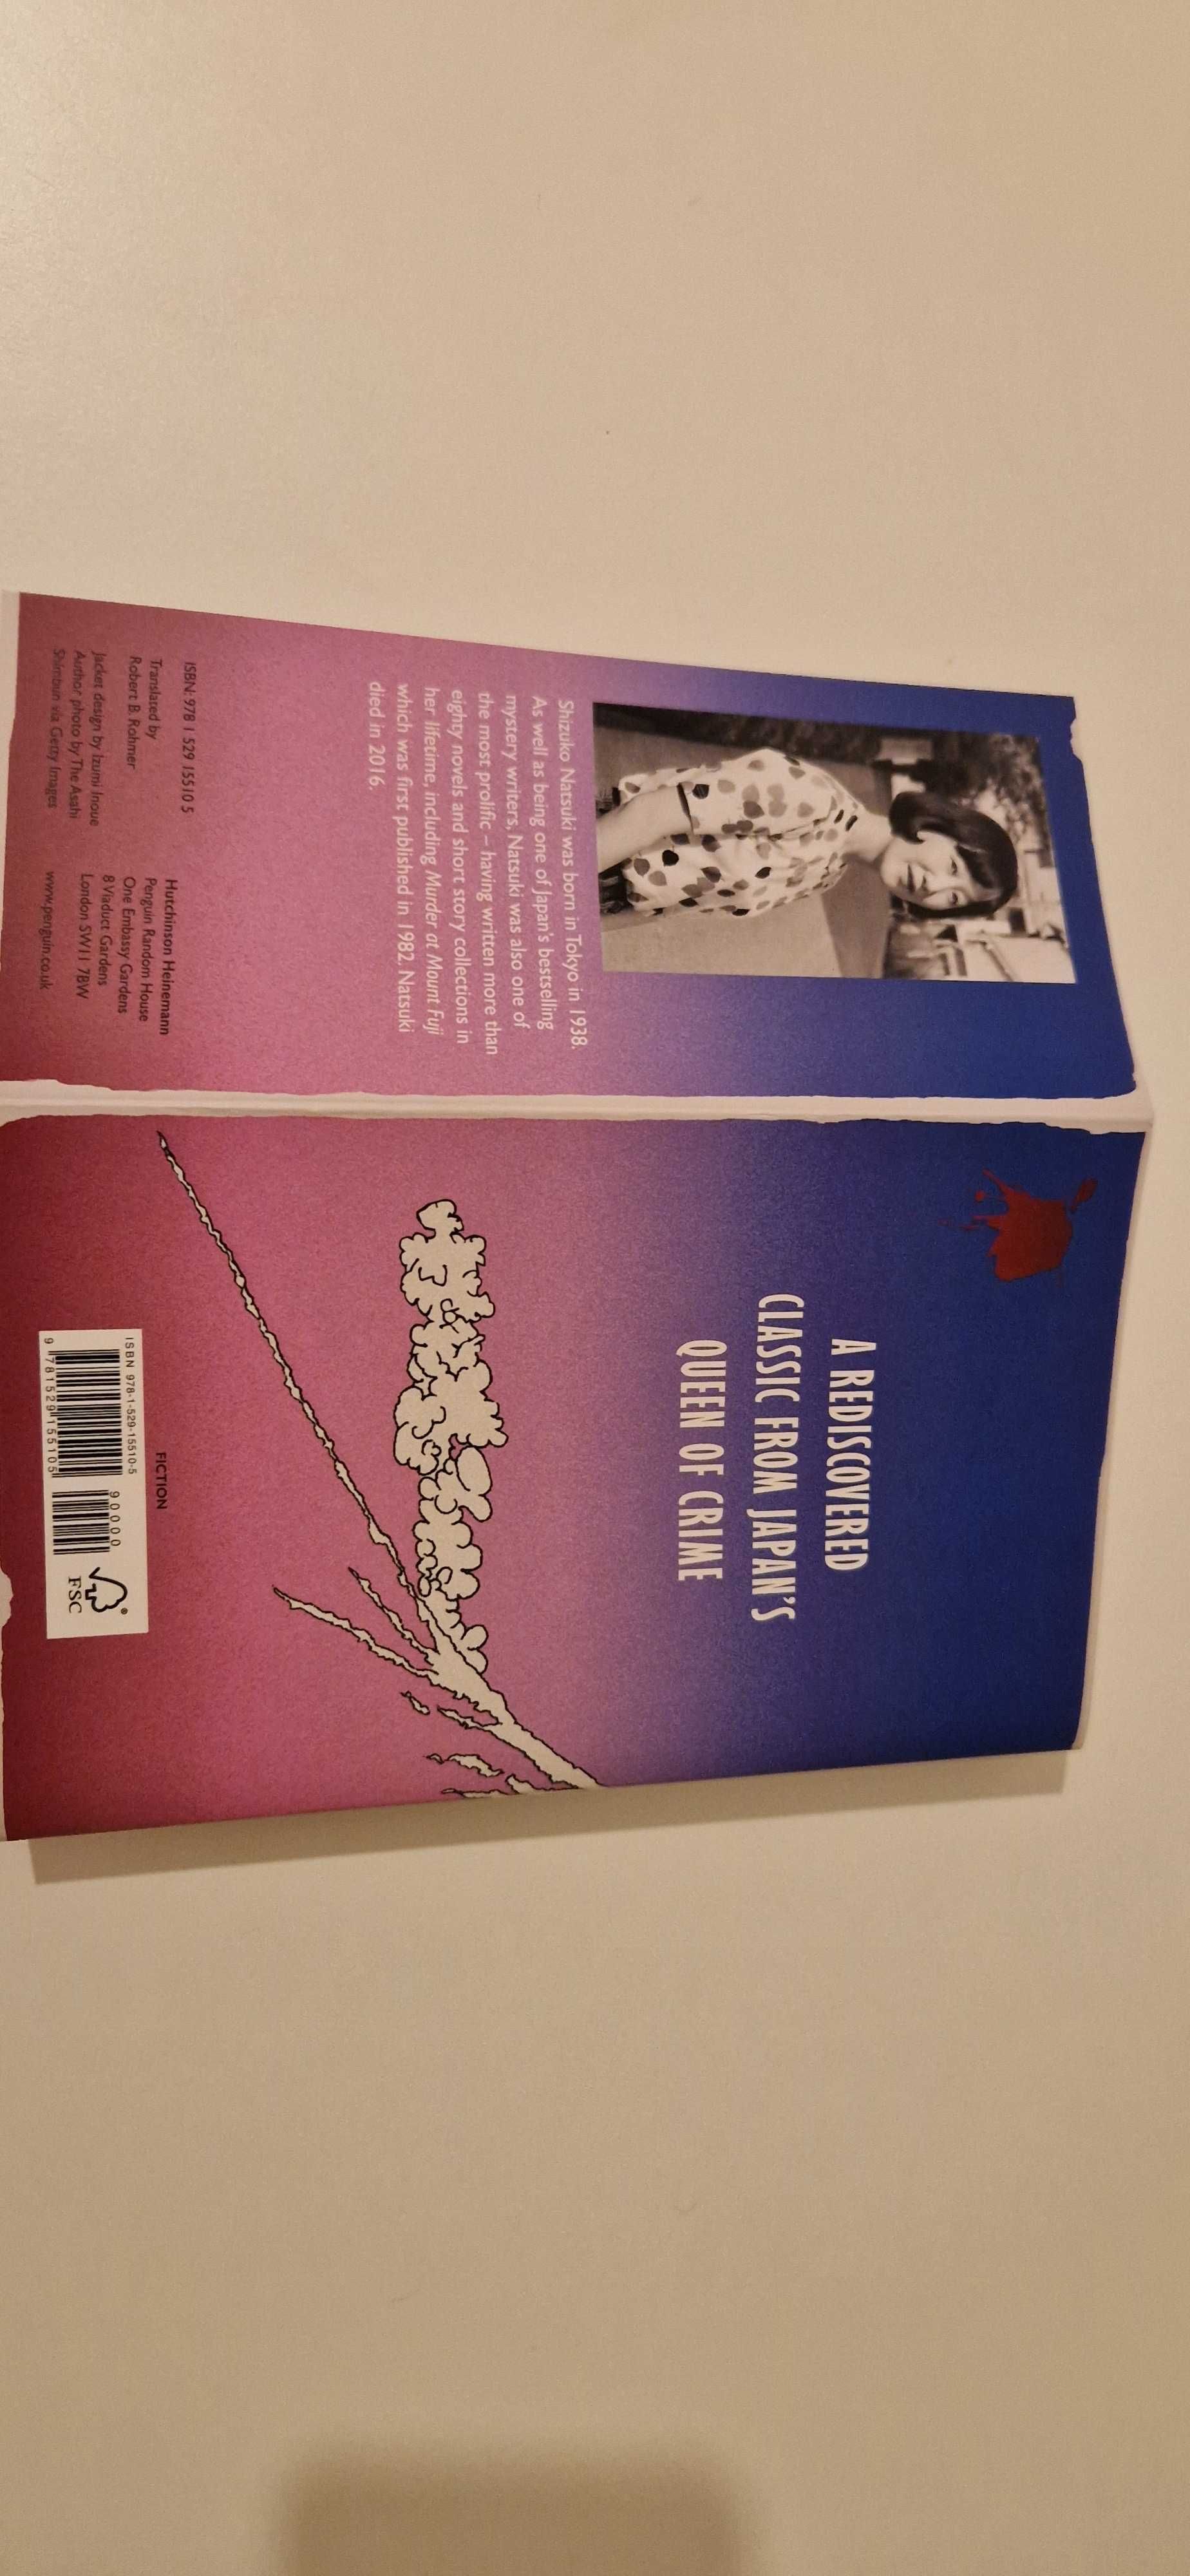 Shizuko Natsuki was born in Tokyo in 1938.
As well as being one of Japan's bestselling
mystery writers, Natsuki was also one of
the most prolific – having written more than
eighty novels and short story collections in
her lifetime, including Murder at Mount Fuji
which was first published in 1982. Natsuki
died in 2016.
ISBN: 978 1 529 15510 5
Translated by
Robert B. Rohmer
Jacket design by Izumi Inoue
Author photo by The Asahi
Shimbun via Getty Images
Hutchinson Heinemann
Penguin Random House
One Embassy Gardens
8 Viaduct Gardens
London SW11 7BW
www.penguin.co.uk
A REDISCOVERED
CLASSIC FROM JAPAN'S
QUEEN OF CRIME
FICTION
ISBN 978-1-529-15510-5
90000
9 781529 155105
FSC®